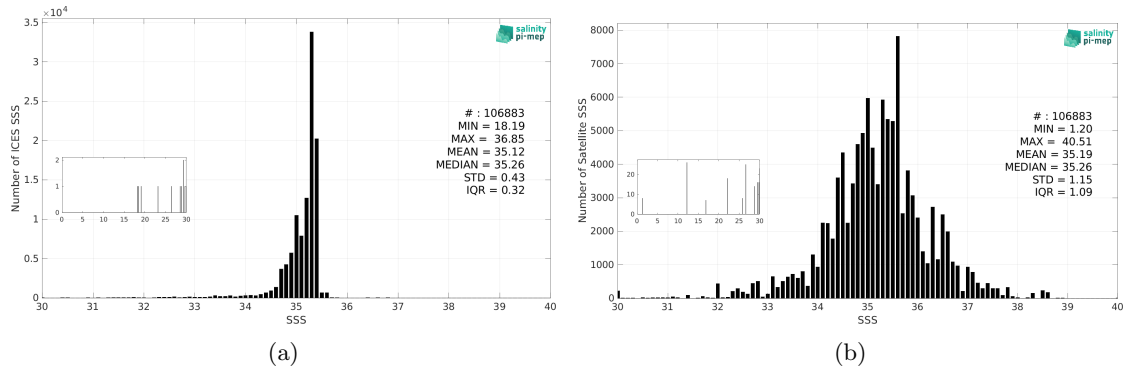 ×10^4
3.5
3
2.5
2
1.5
1
0.5
0
Number of ICES SSS
salinity
pi-mep
# : 106883
MIN = 18.19
MAX = 36.85
MEAN = 35.12
MEDIAN = 35.26
STD = 0.43
IQR = 0.32
2
1
0
0 5 10 15 20 25 30
30 31 32 33 34 35 36 37 38 39 40
SSS
(a)
8000
7000
6000
5000
4000
3000
2000
1000
0
Number of Satellite SSS
salinity
pi-mep
# : 106883
MIN = 1.20
MAX = 40.51
MEAN = 35.19
MEDIAN = 35.26
STD = 1.15
IQR = 1.09
20
10
0
0 5 10 15 20 25 30
30 31 32 33 34 35 36 37 38 39 40
SSS
(b)